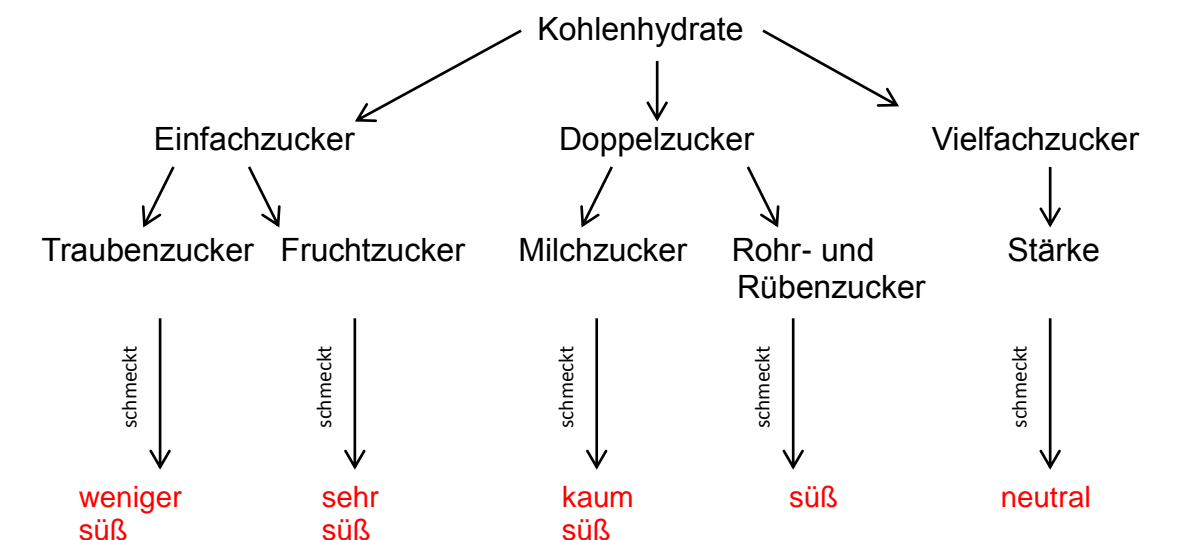 Kohlenhydrate
Einfachzucker Doppelzucker Vielfachzucker
Traubenzucker Fruchtzucker Milchzucker Rohr- und Stärke
Rübenzucker
schmeckt schmeckt schmeckt schmeckt schmeckt
weniger sehr kaum süß neutral
süß süß süß